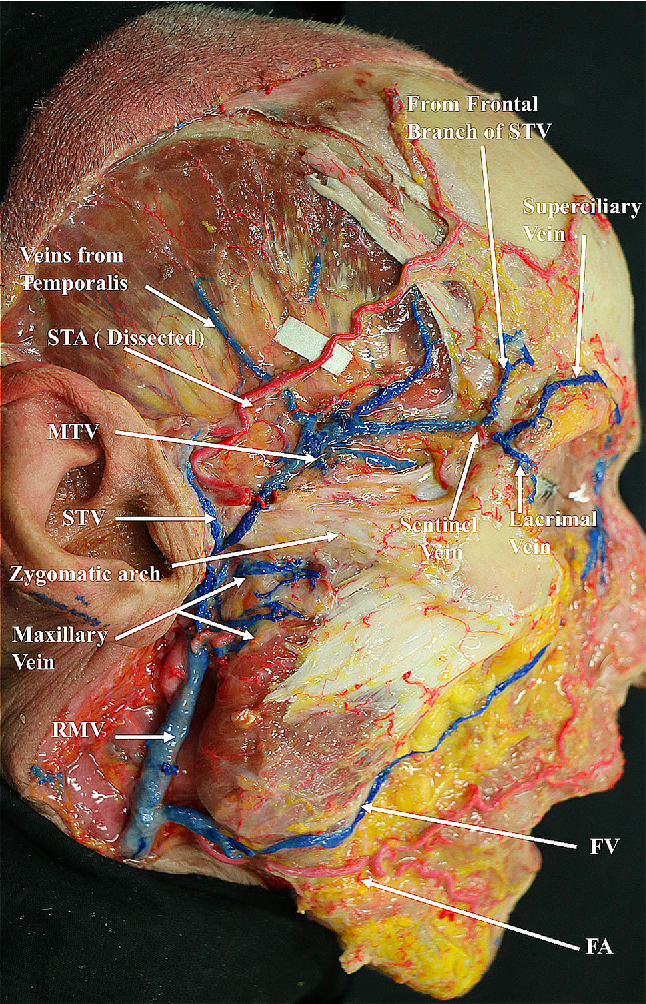 From Frontal
Branch of STV
Superciliary
Vein
Veins from
Temporalis
STA ( Dissected)
MTV
STV
Sentinel
Vein
Lacrimal
Vein
Zygomatic arch
Maxillary
Vein
RMV
FV
FA